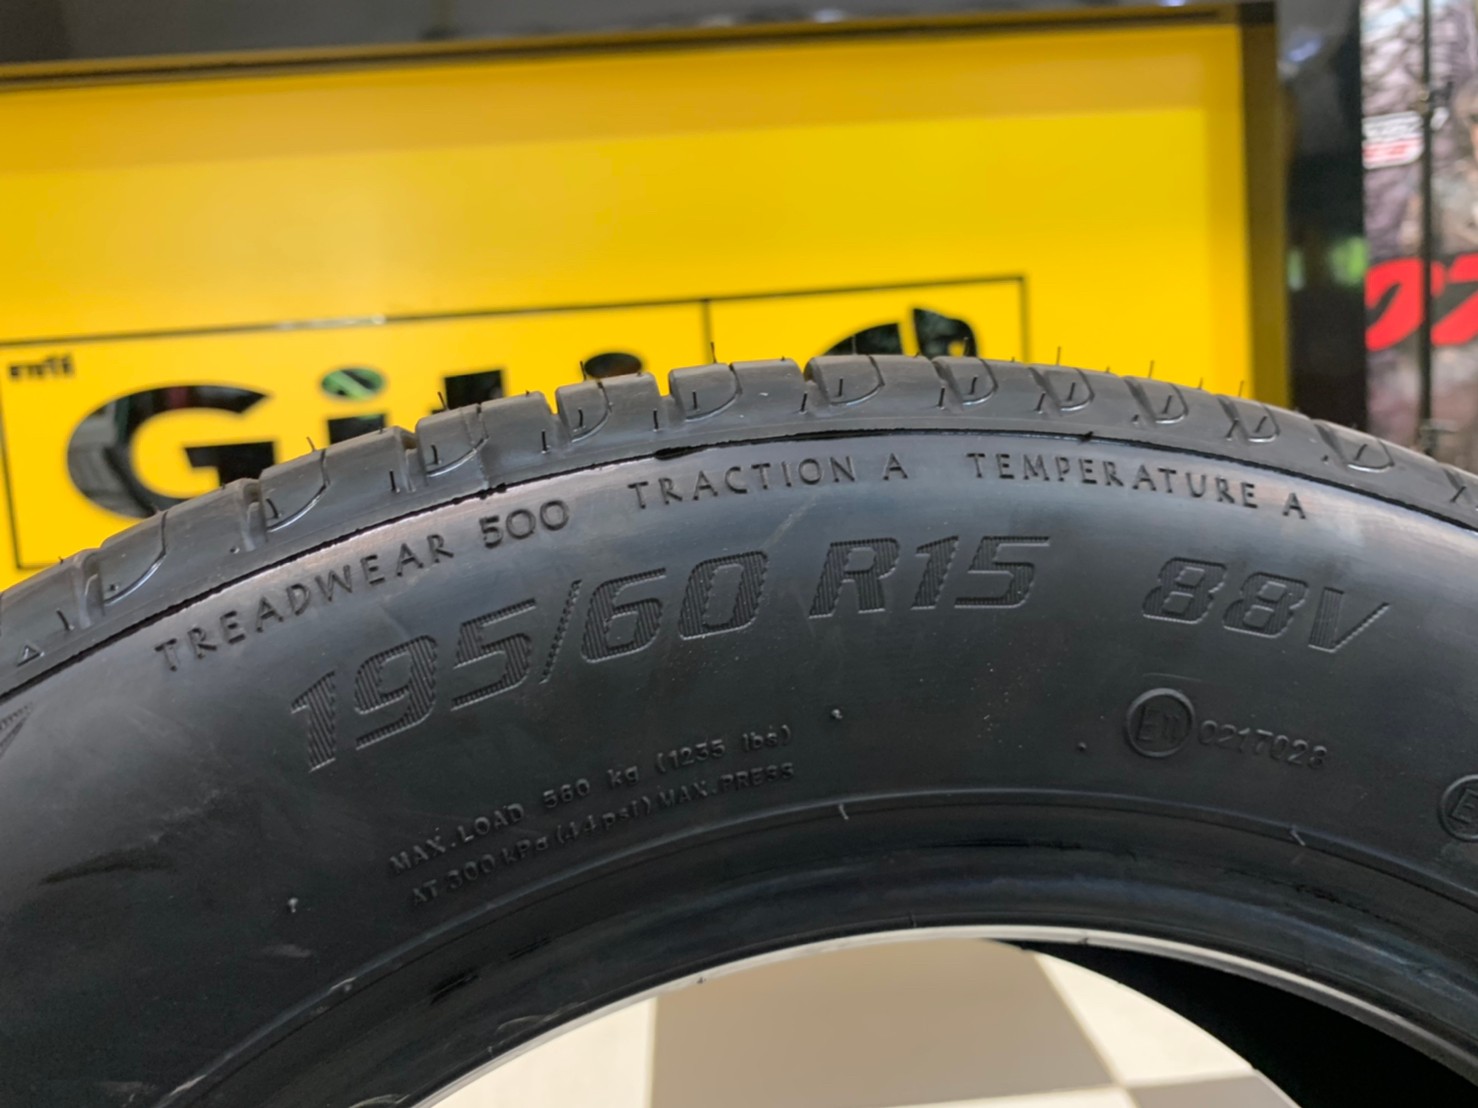 Giti
TREADWEAR 500 TRACTION A TEMPERATURE A
195/60 R15 88V
MAX. LOAD 560 kg (1235 lbs)
AT 300 kPa (44 psi) MAX. PRESS
E11 0217028